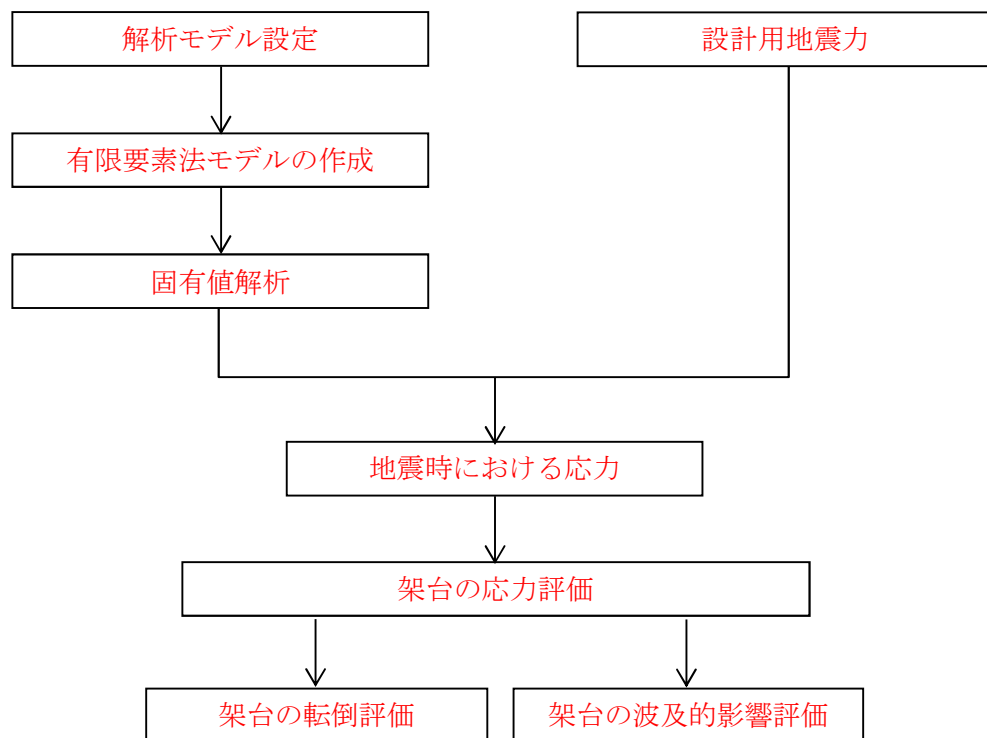 解析モデル設定
設計用地震力
有限要素法モデルの作成
固有値解析
地震時における応力
架台の応力評価
架台の転倒評価
架台の波及的影響評価